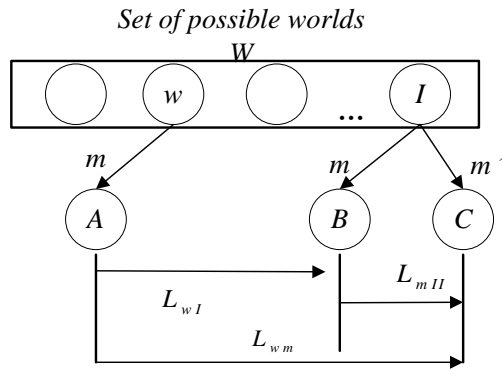 Set of possible worlds
W
w ... I
m m m´
A B C
L m II
L w I
L w m